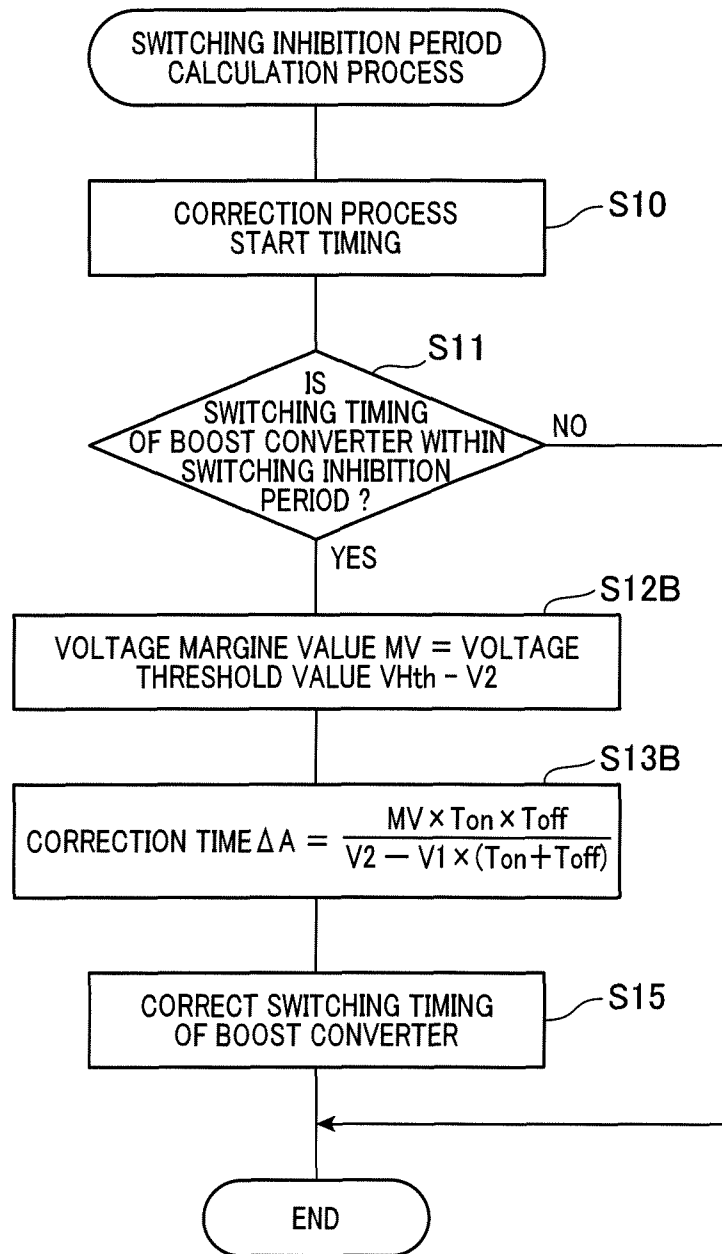 SWITCHING INHIBITION PERIOD
CALCULATION PROCESS
CORRECTION PROCESS
START TIMING
S10
S11
IS
SWITCHING TIMING
OF BOOST CONVERTER WITHIN
SWITCHING INHIBITION
PERIOD ?
NO
YES
S12B
VOLTAGE MARGINE VALUE MV = VOLTAGE
THRESHOLD VALUE VHth - V2
S13B
CORRECTION TIME Δ A = MV × Ton × Toff
V2 - V1 × (Ton + Toff)
CORRECT SWITCHING TIMING
OF BOOST CONVERTER
S15
END